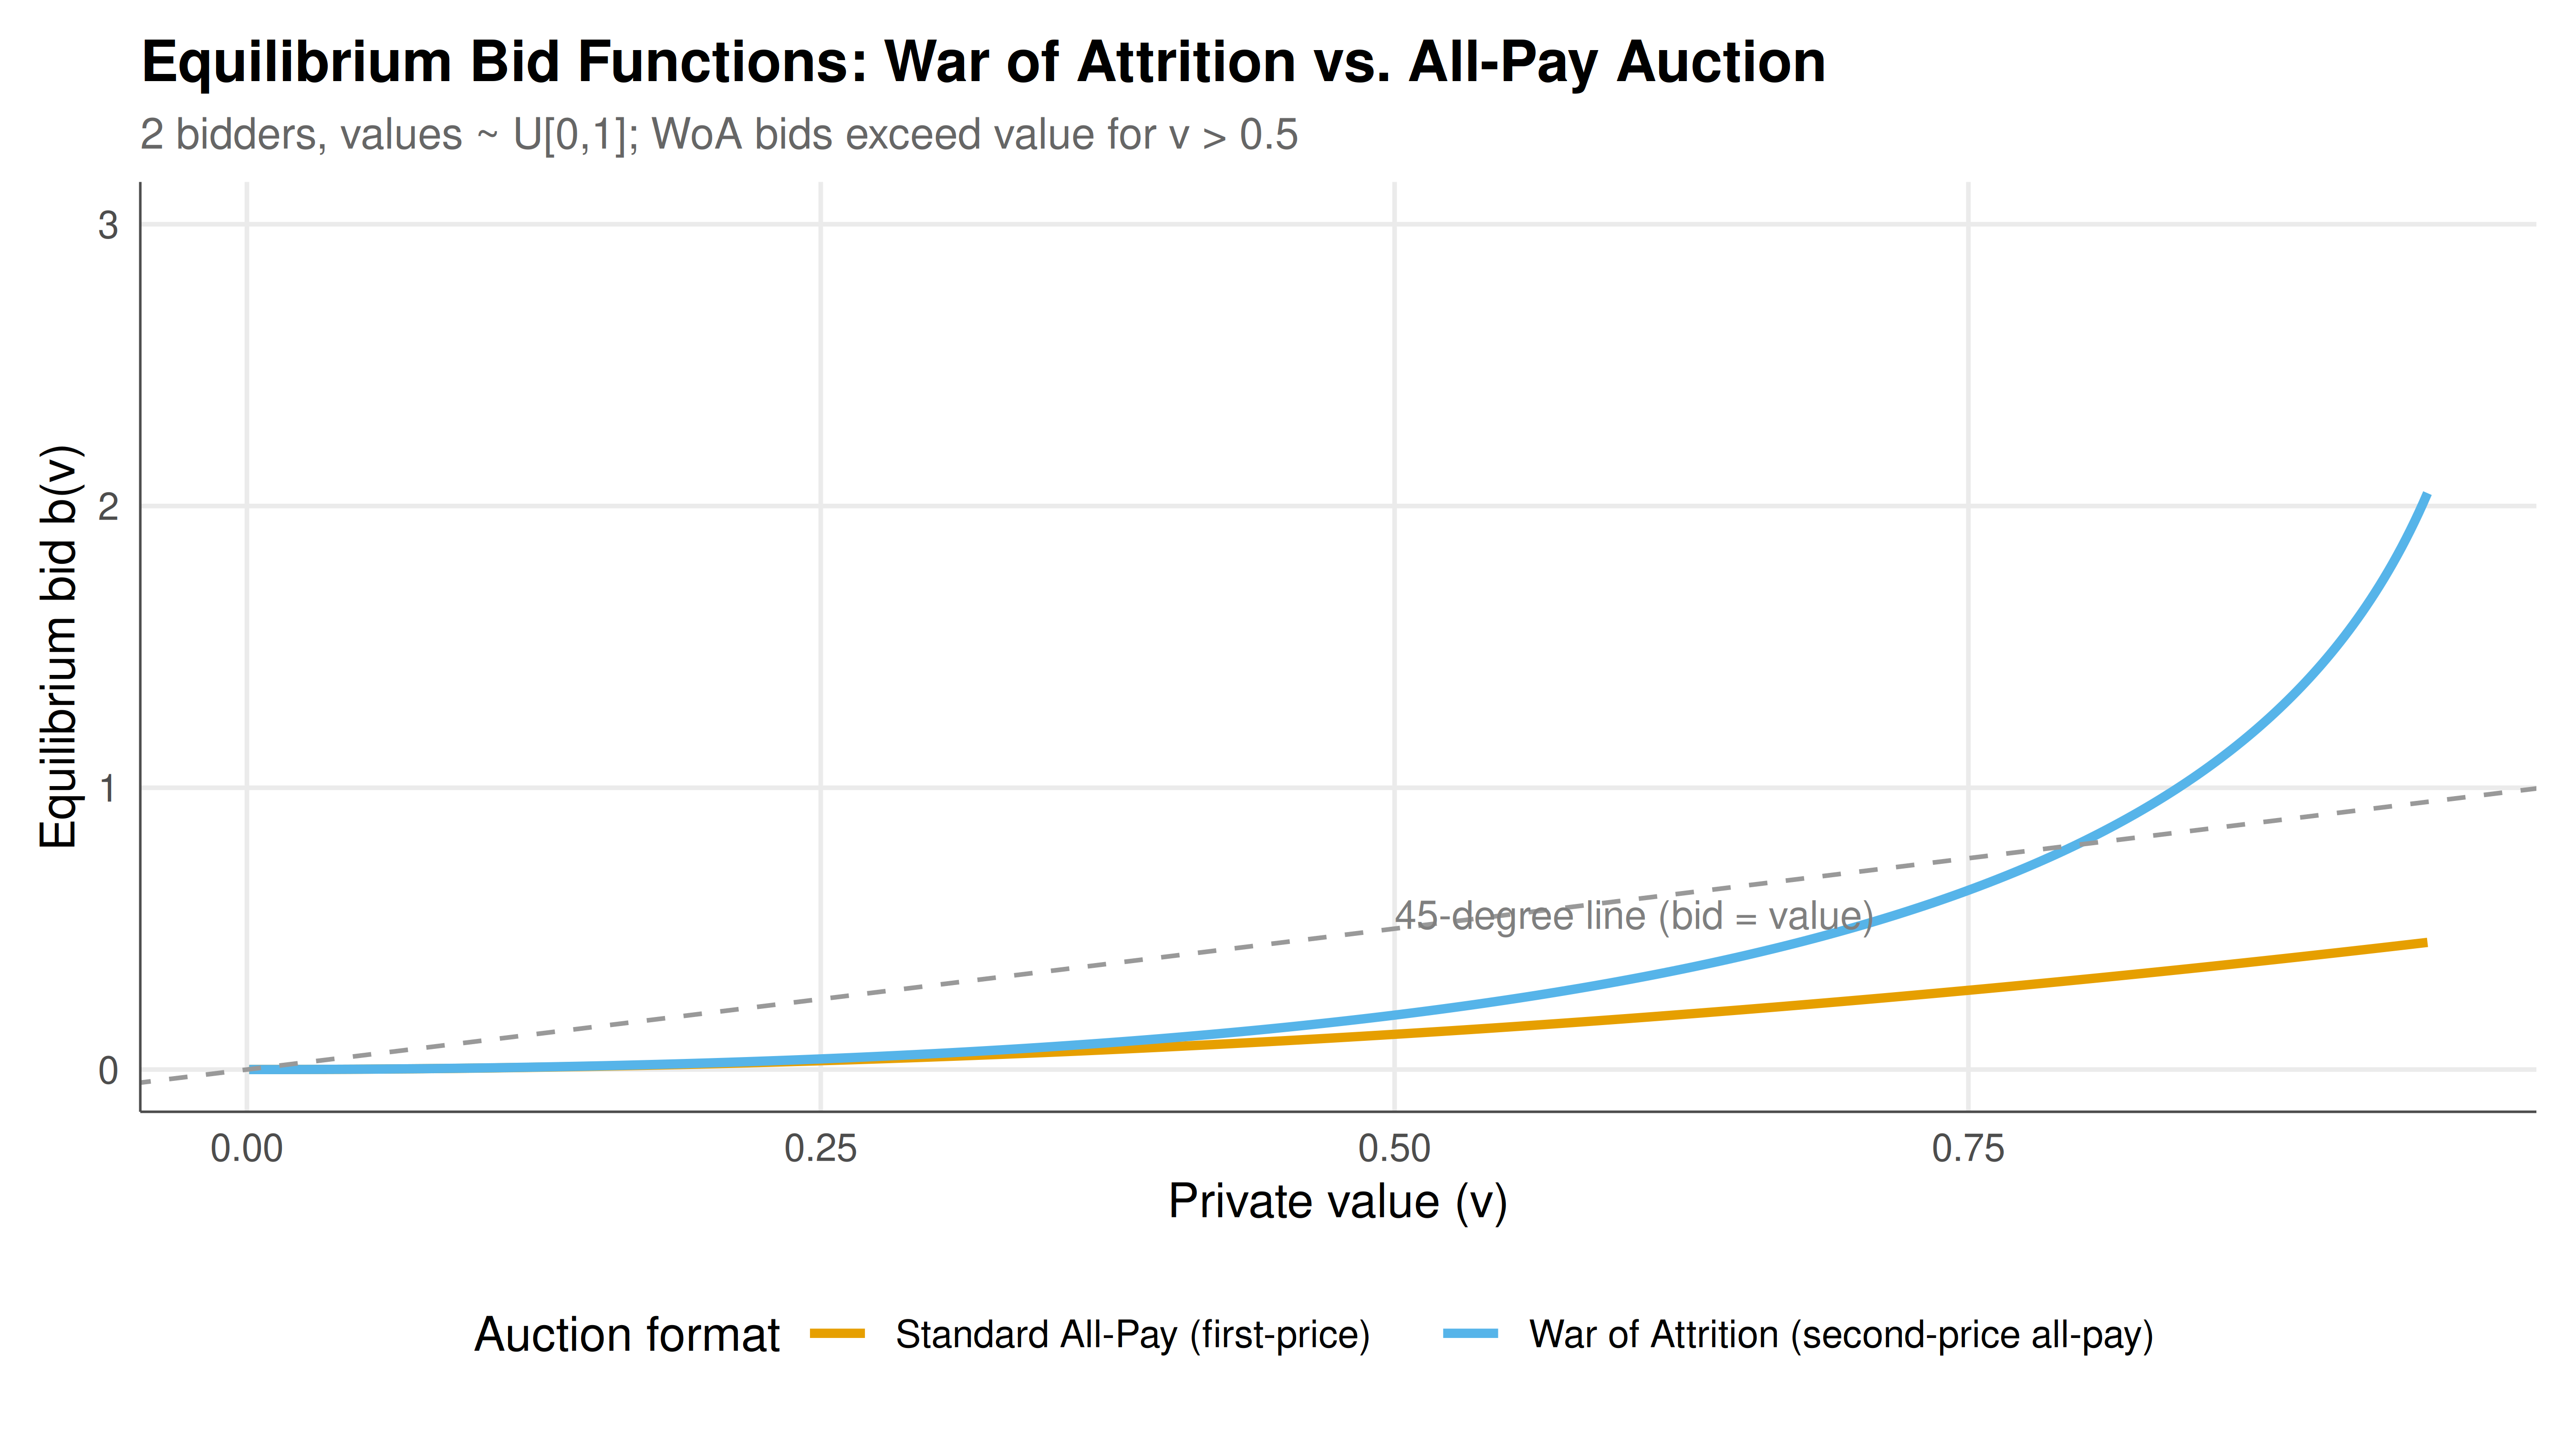 Equilibrium Bid Functions: War of Attrition vs. All-Pay Auction
2 bidders, values ~ U[0,1]; WoA bids exceed value for v > 0.5
Equilibrium bid b(v)
3
2
1
0
45-degree line (bid = value)
0.00 0.25 0.50 0.75
Private value (v)
Auction format Standard All-Pay (first-price) War of Attrition (second-price all-pay)